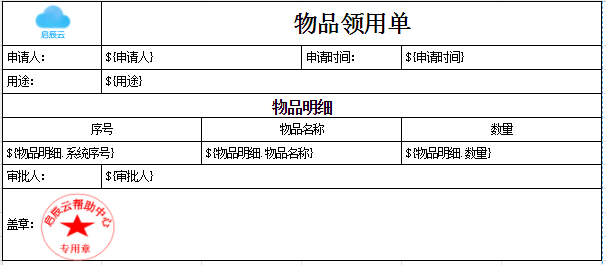 启辰云
物品领用单
申请人： ${申请人} 申请时间： ${申请时间}
用途： ${用途}
物品明细
序号 物品名称 数量
${物品明细.系统序号} ${物品明细.物品名称} ${物品明细.数量}
审批人： ${审批人}
盖章：
启辰云帮助中心
专用章